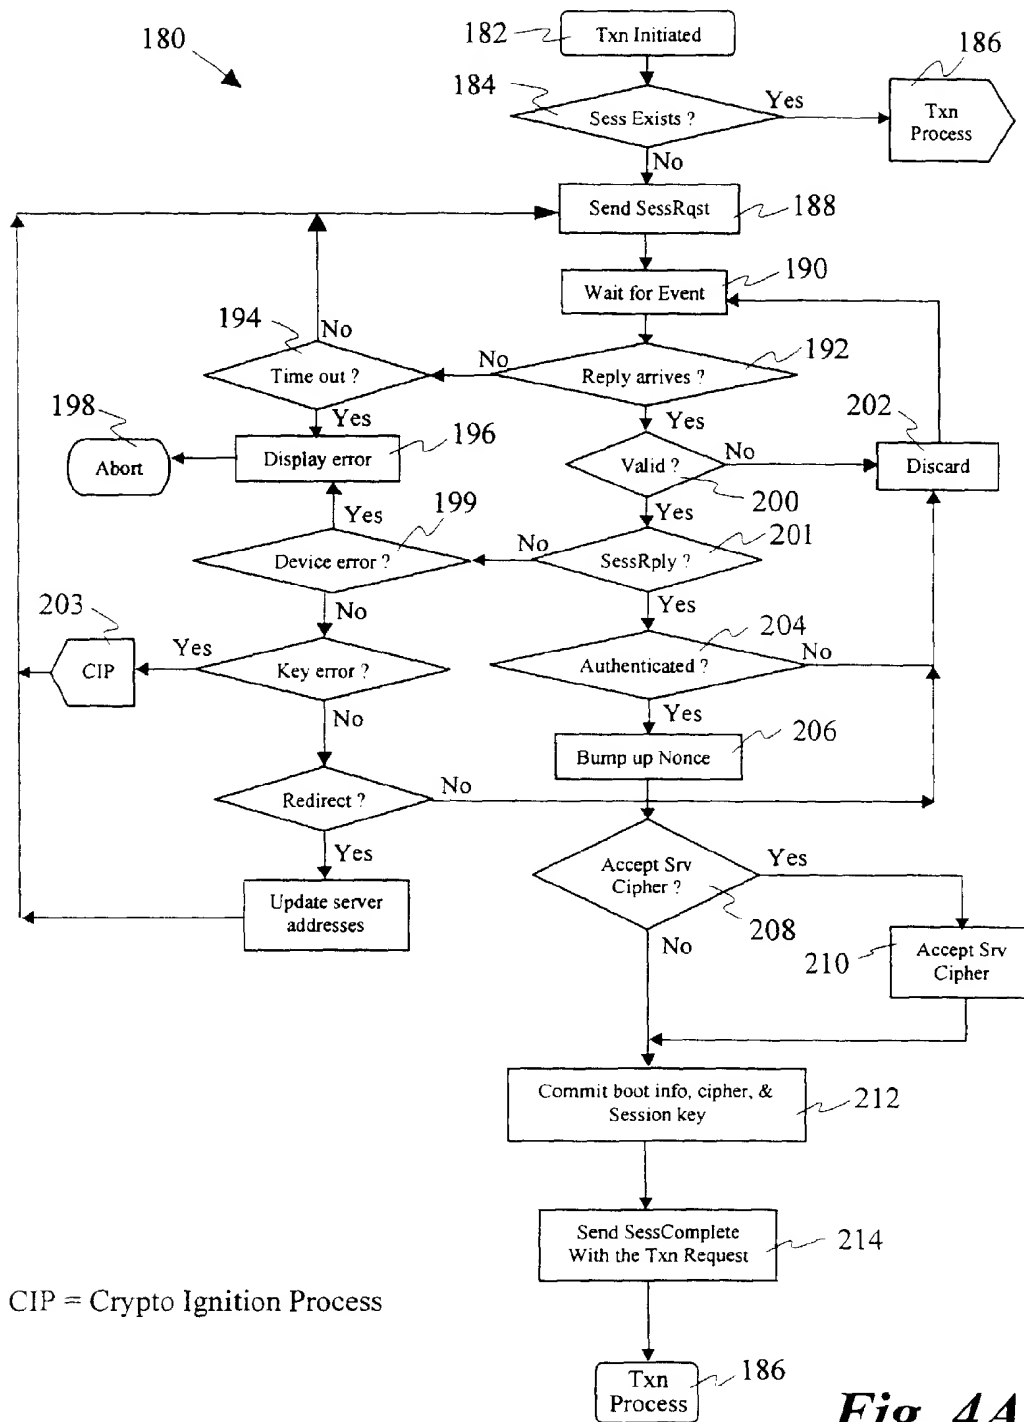 180
182
Txn Initiated
186
184
Sess Exists ?
Yes
Txn
Process
No
Send SessRqst
188
190
Wait for Event
194
No
Time out ?
No
Reply arrives ?
192
198
Yes
Yes
202
Abort
Display error
196
Valid ?
No
Discard
200
Yes
199
Yes
Device error ?
No
SessRply ?
201
203
No
Yes
204
Yes
CIP
Key error ?
Authenticated ?
No
No
Yes
Bump up Nonce
206
Redirect ?
No
Yes
Accept Srv
Cipher ?
Yes
Update server
addresses
208
No
210
Accept Srv
Cipher
Commit boot info, cipher, &
Session key
212
Send SessComplete
With the Txn Request
214
CIP = Crypto Ignition Process
Txn
Process
186
Fig. 4A